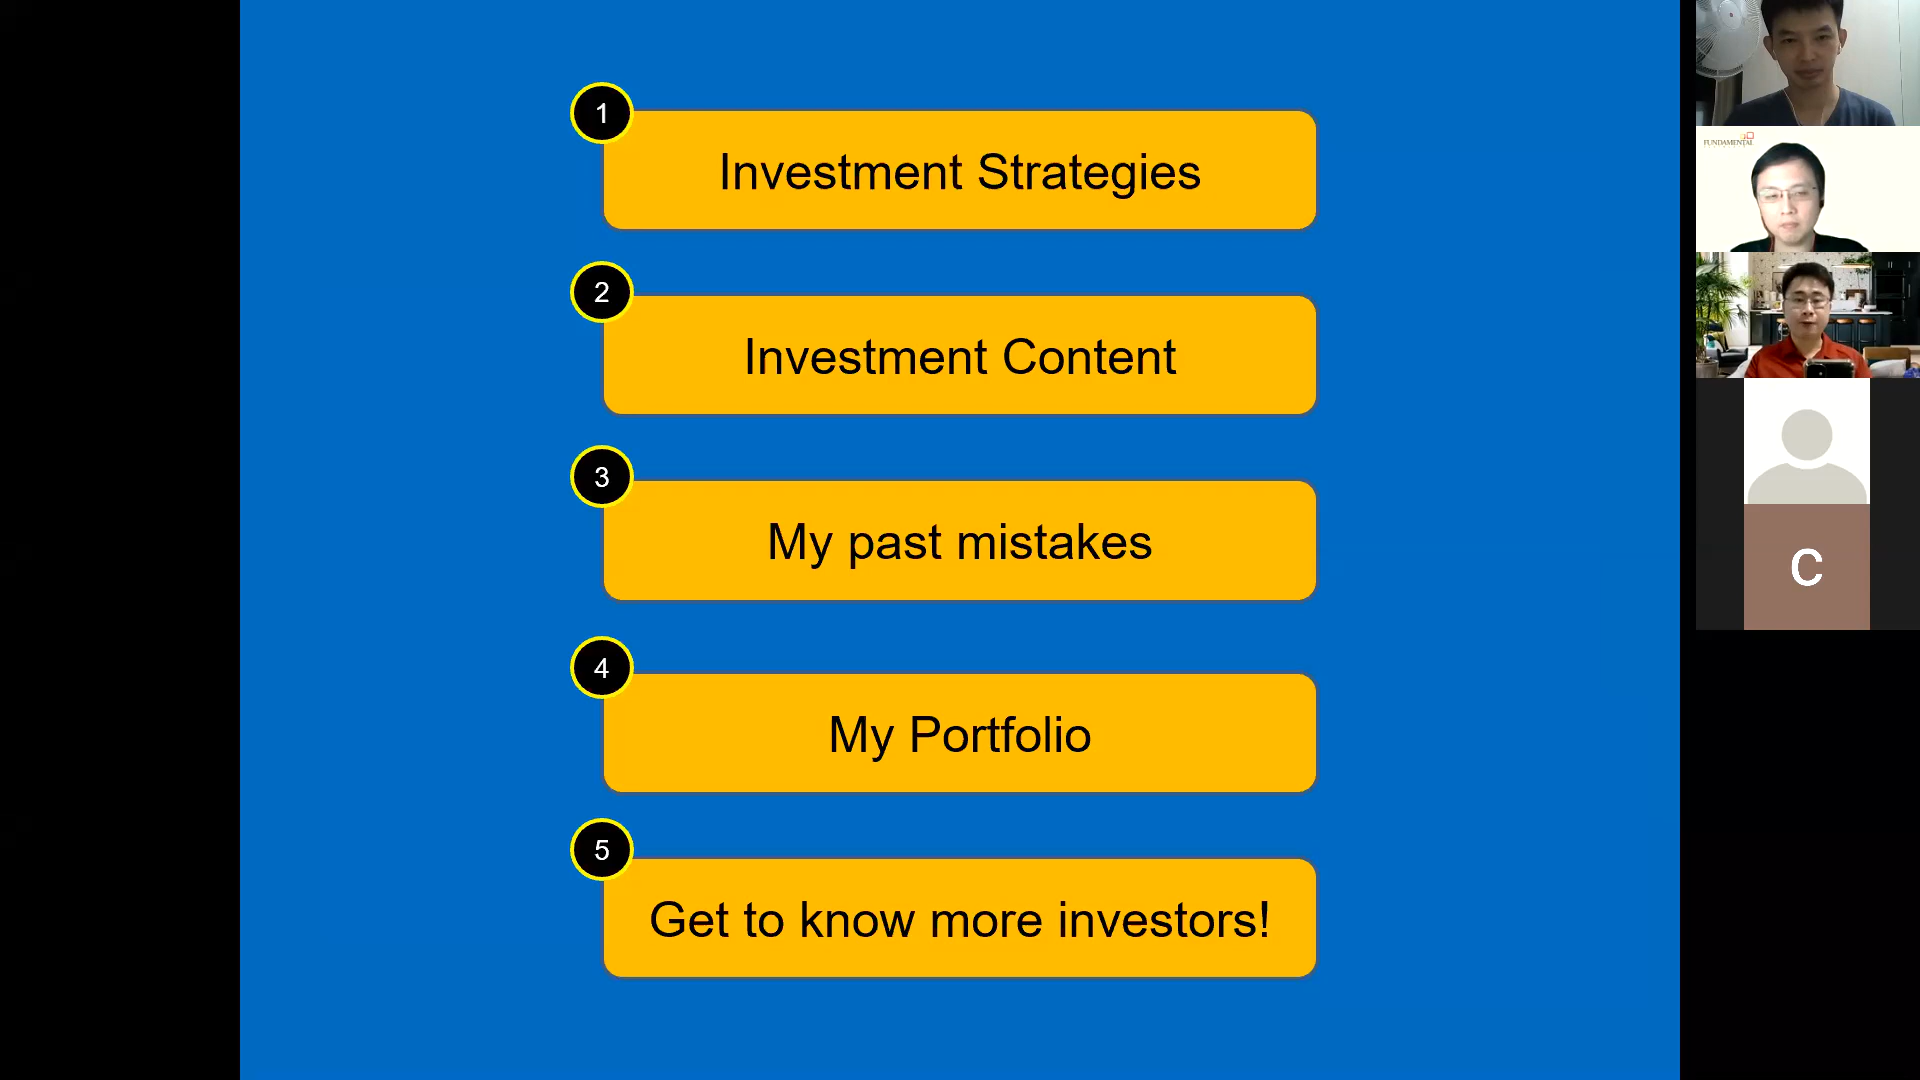 1
Investment Strategies
2
Investment Content
3
My past mistakes
4
My Portfolio
5
Get to know more investors!
FUNDAMENTAL
C